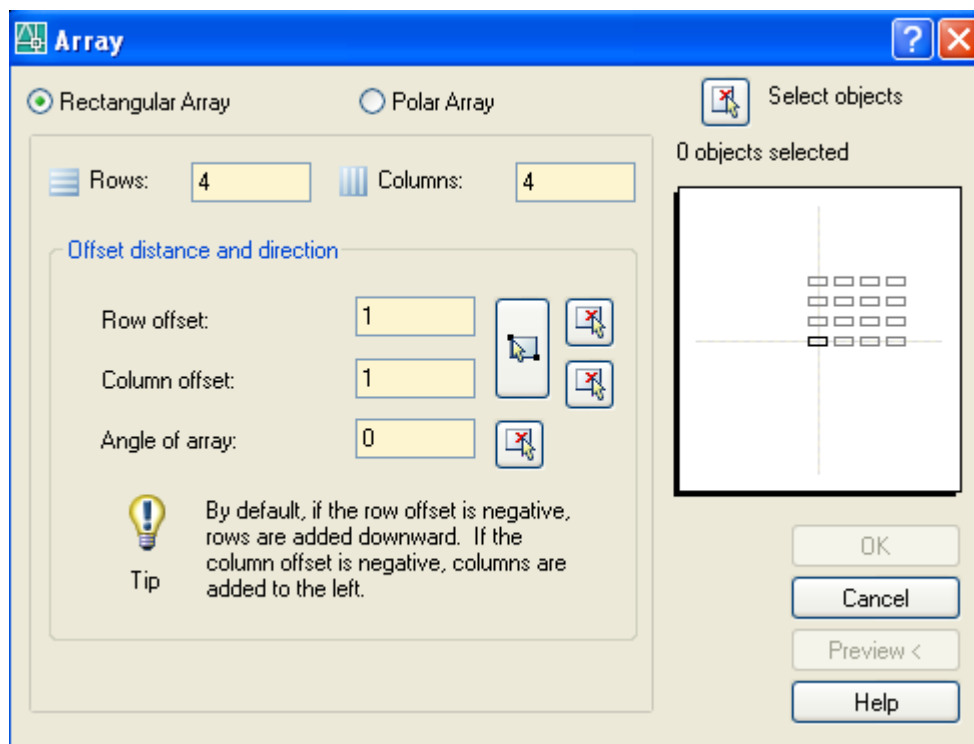 Array
Rectangular Array Polar Array Select objects
0 objects selected
Rows: 4 Columns: 4
Offset distance and direction
Row offset: 1
Column offset: 1
Angle of array: 0
By default, if the row offset is negative,
rows are added downward. If the
column offset is negative, columns are
added to the left.
Tip
OK
Cancel
Preview <
Help